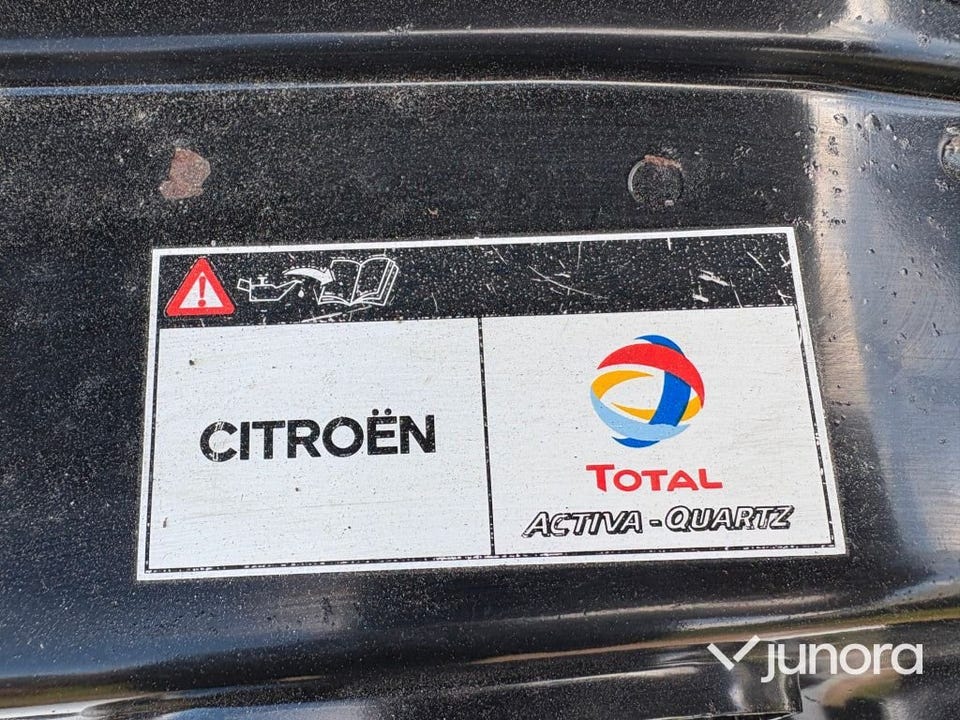 CITROËN
TOTAL
ACTIVA - QUARTZ
junora